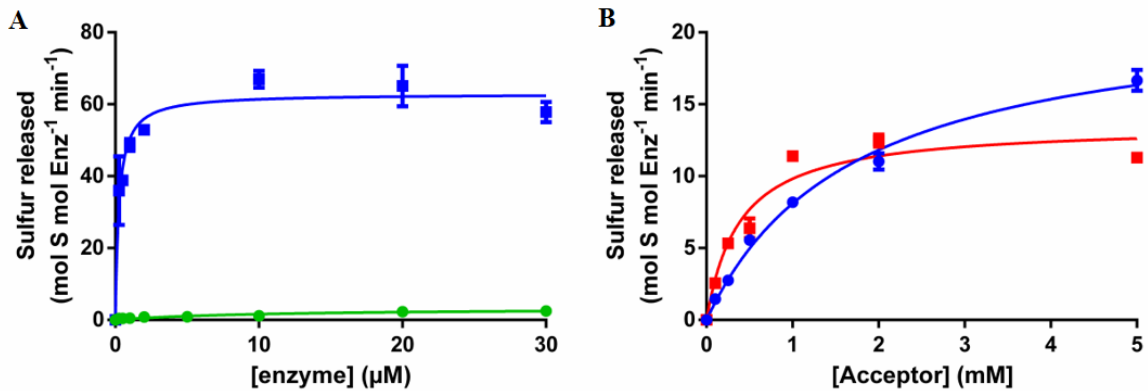 A
Sulfur released
(mol S mol Enz⁻¹ min⁻¹)
80
60
40
20
0
0
10
20
30
[enzyme] (µM)
B
Sulfur released
(mol S mol Enz⁻¹ min⁻¹)
20
15
10
5
0
0
1
2
3
4
5
[Acceptor] (mM)